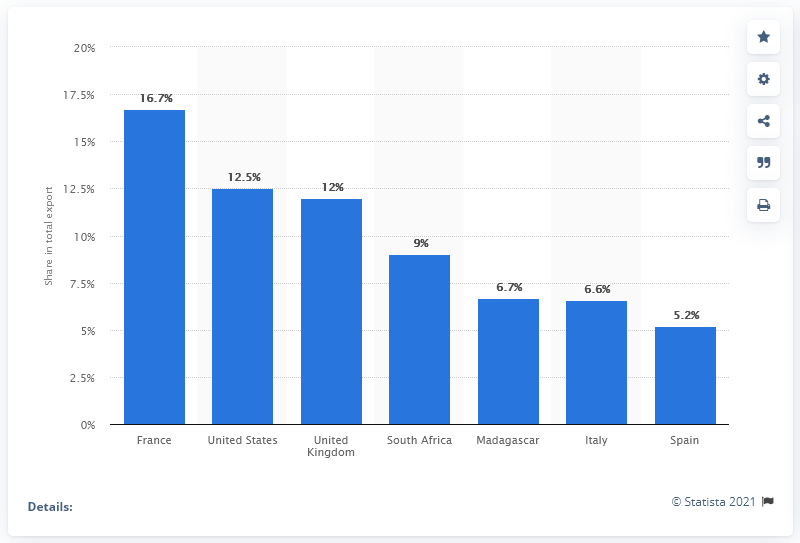 20%
17.5%
15%
12.5%
10%
7.5%
5%
2.5%
0%
Share in total export
16.7%
12.5%
12%
9%
6.7%
6.6%
5.2%
France
United States
United
Kingdom
South Africa
Madagascar
Italy
Spain
Details:
© Statista 2021